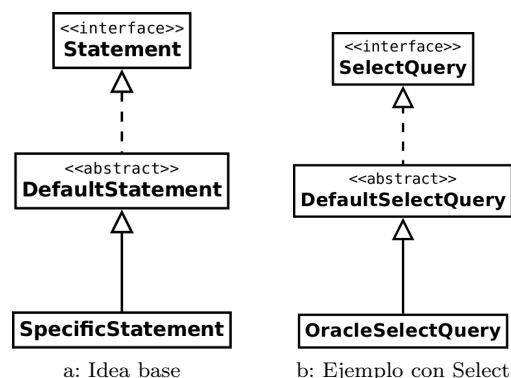 <<interface>>
Statement
<<abstract>>
DefaultStatement
SpecificStatement
a: Idea base
<<interface>>
SelectQuery
<<abstract>>
DefaultSelectQuery
OracleSelectQuery
b: Ejemplo con Select